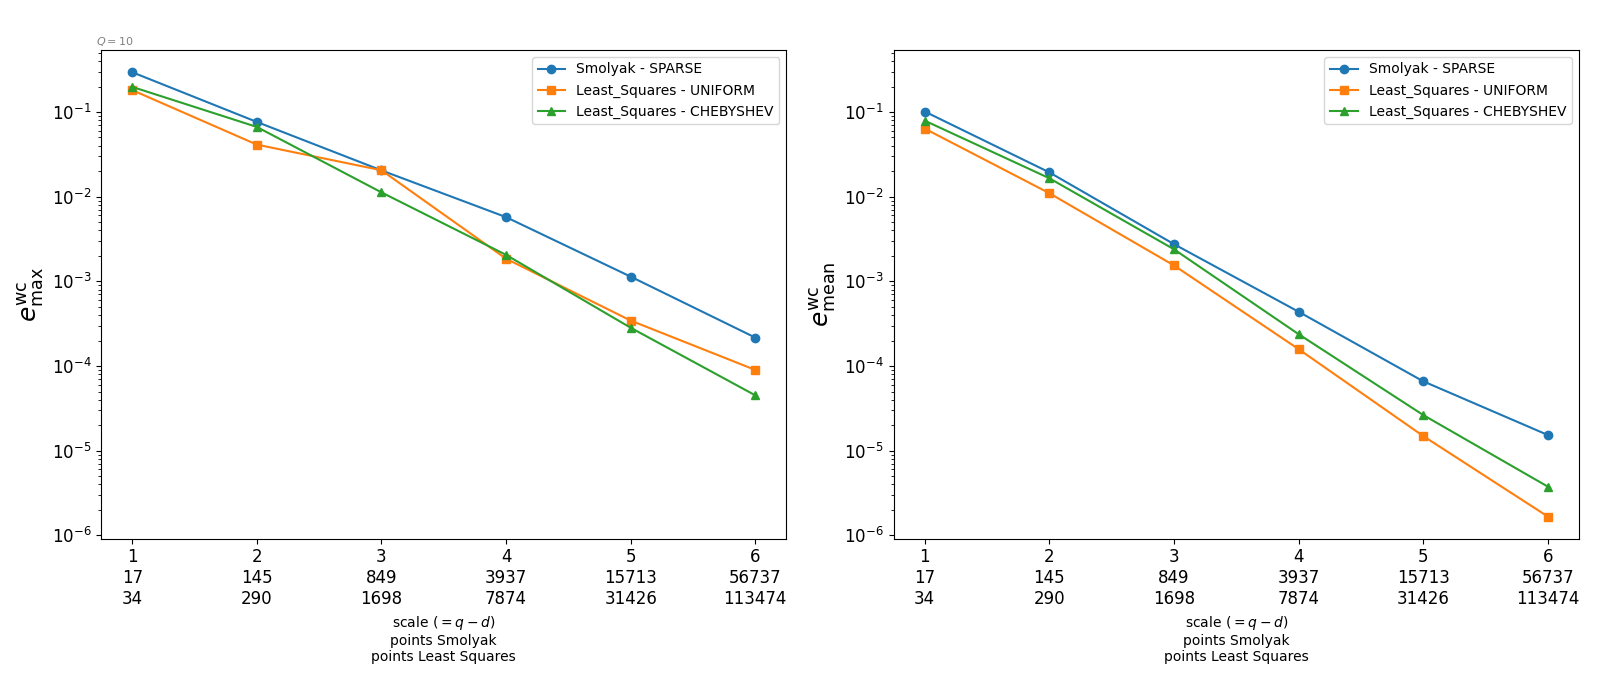 Q = 10
Smolyak - SPARSE
Least_Squares - UNIFORM
Least_Squares - CHEBYSHEV
10⁻¹
10⁻²
10⁻³
10⁻⁴
10⁻⁵
10⁻⁶
e^wc_max
1 2 3 4 5 6
17 145 849 3937 15713 56737
34 290 1698 7874 31426 113474
scale (= q − d)
points Smolyak
points Least Squares
Smolyak - SPARSE
Least_Squares - UNIFORM
Least_Squares - CHEBYSHEV
10⁻¹
10⁻²
10⁻³
10⁻⁴
10⁻⁵
10⁻⁶
e^wc_mean
1 2 3 4 5 6
17 145 849 3937 15713 56737
34 290 1698 7874 31426 113474
scale (= q − d)
points Smolyak
points Least Squares